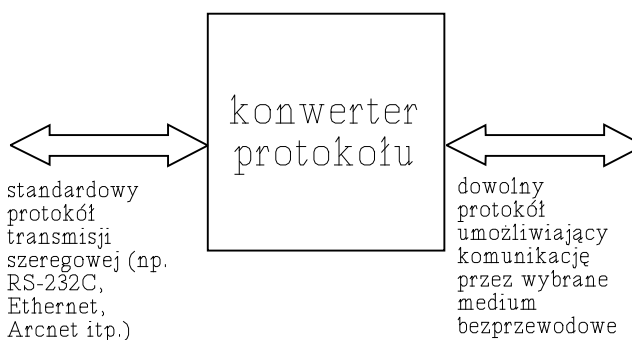 konwerter
protokołu
standardowy
protokół
transmisji
szeregowej (np.
RS-232C,
Ethernet,
Arcnet itp.)
dowolny
protokół
umożliwiający
komunikację
przez wybrane
medium
bezprzewodowe